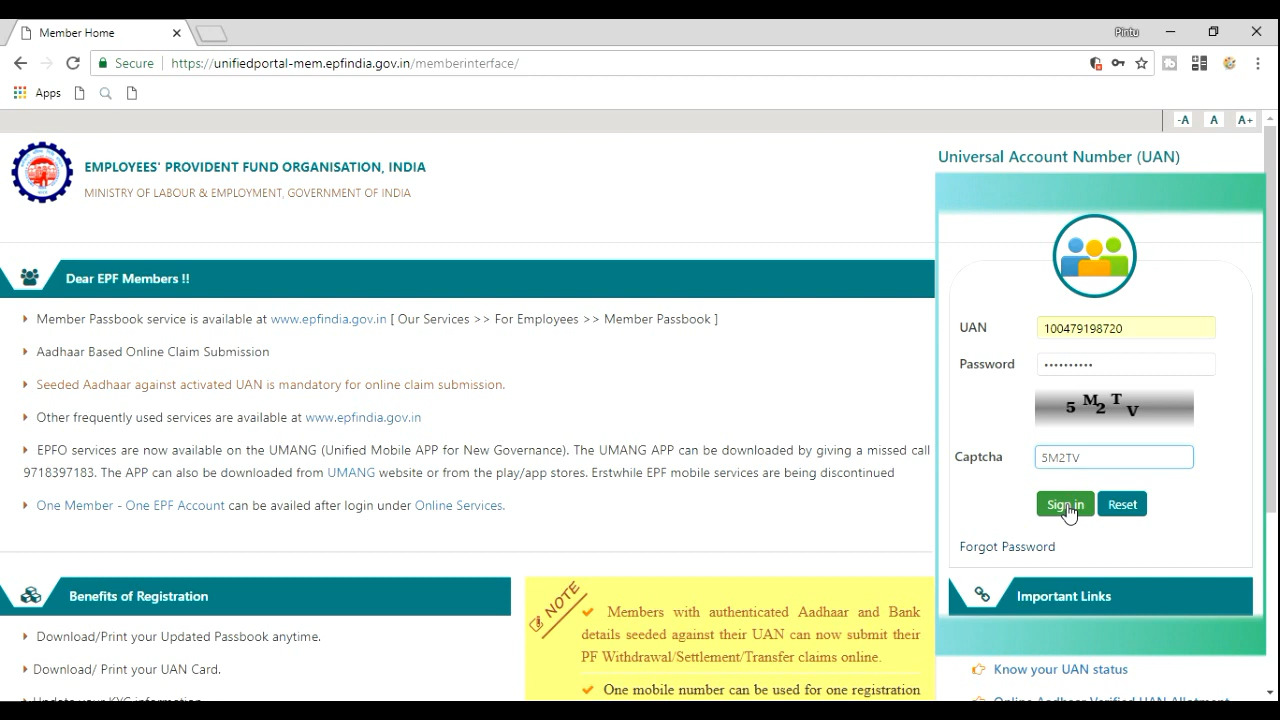 Member Home
Pintu
Secure
https://unifiedportal-mem.epfindia.gov.in/memberinterface/
Apps
-A A A+
EMPLOYEES' PROVIDENT FUND ORGANISATION, INDIA
MINISTRY OF LABOUR & EMPLOYMENT, GOVERNMENT OF INDIA
Dear EPF Members !!
Member Passbook service is available at www.epfindia.gov.in [ Our Services >> For Employees >> Member Passbook ]
Aadhaar Based Online Claim Submission
Seeded Aadhaar against activated UAN is mandatory for online claim submission.
Other frequently used services are available at www.epfindia.gov.in
EPFO services are now available on the UMANG (Unified Mobile APP for New Governance). The UMANG APP can be downloaded by giving a missed call
9718397183. The APP can also be downloaded from UMANG website or from the play/app stores. Erstwhile EPF mobile services are being discontinued
One Member - One EPF Account can be availed after login under Online Services.
Benefits of Registration
Download/Print your Updated Passbook anytime.
Download/ Print your UAN Card.
Update your KYC information
NOTE
Members with authenticated Aadhaar and Bank
details seeded against their UAN can now submit their
PF Withdrawal/Settlement/Transfer claims online.
One mobile number can be used for one registration
Universal Account Number (UAN)
UAN 100479198720
Password ••••••••••
5 M 2 T V
Captcha 5M2TV
Sign in Reset
Forgot Password
Important Links
Know your UAN status
Online Aadhaar Verified UAN Allotment